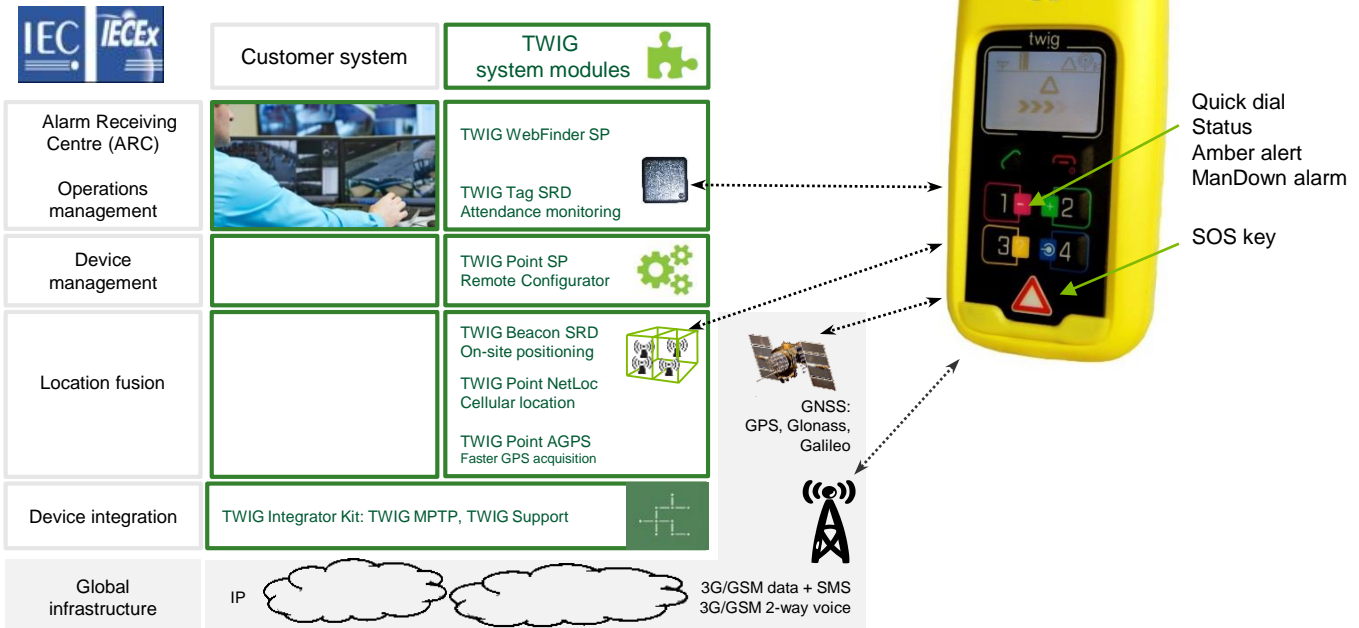 IEC IECEx
Customer system
TWIG
system modules
Alarm Receiving
Centre (ARC)
Operations
management
TWIG WebFinder SP
TWIG Tag SRD
Attendance monitoring
Device
management
TWIG Point SP
Remote Configurator
Location fusion
TWIG Beacon SRD
On-site positioning
TWIG Point NetLoc
Cellular location
TWIG Point AGPS
Faster GPS acquisition
GNSS:
GPS, Glonass,
Galileo
Device integration
TWIG Integrator Kit: TWIG MPTP, TWIG Support
Global
infrastructure
IP
3G/GSM data + SMS
3G/GSM 2-way voice
twig
1 - + 2
3 4
Quick dial
Status
Amber alert
ManDown alarm
SOS key